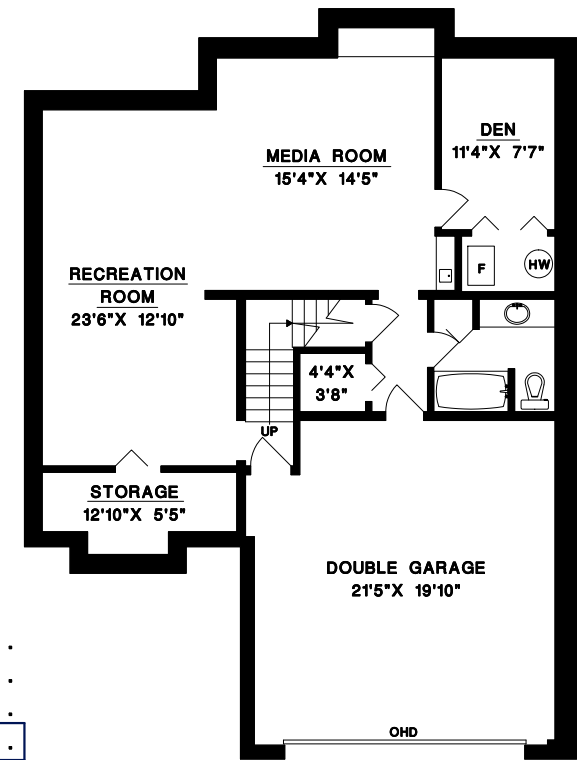 DEN
11'4"X 7'7"
MEDIA ROOM
15'4"X 14'5"
F
HW
RECREATION
ROOM
23'6"X 12'10"
4'4"X
3'8"
UP
STORAGE
12'10"X 5'5"
DOUBLE GARAGE
21'5"X 19'10"
OHD